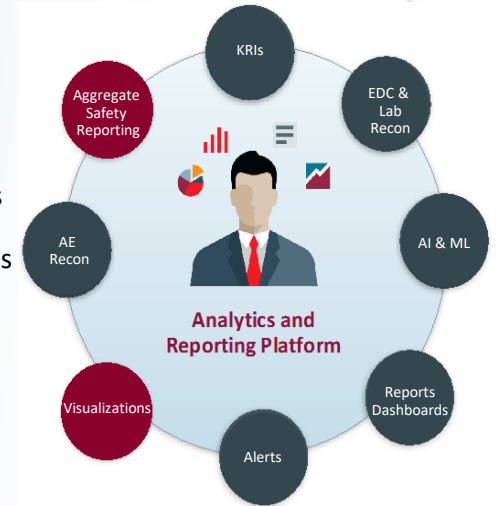 KRIs
EDC &
Lab
Recon
AI & ML
Reports
Dashboards
Alerts
Visualizations
AE
Recon
Aggregate
Safety
Reporting
Analytics and
Reporting Platform
s
s